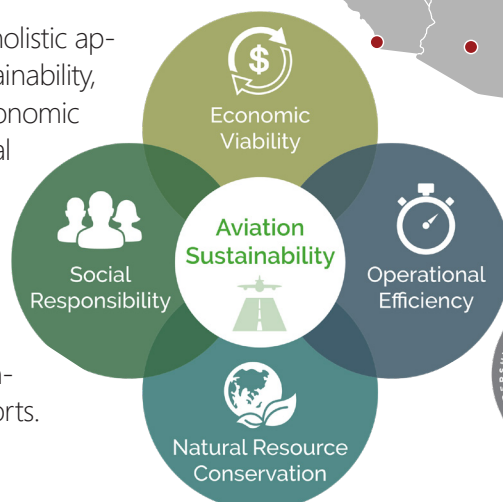 holistic ap-
ainability,
onomic
al
Economic
Viability
Aviation
Sustainability
Social
Responsibility
Operational
Efficiency
Natural Resource
Conservation
n-
orts.